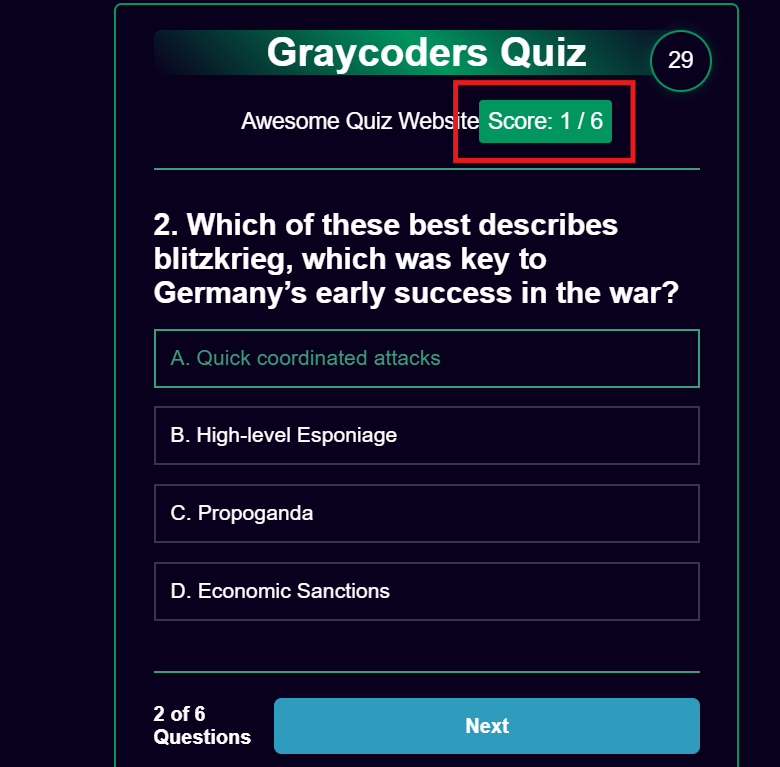 Graycoders Quiz
29
Awesome Quiz Website
Score: 1 / 6
2. Which of these best describes
blitzkrieg, which was key to
Germany’s early success in the war?
A. Quick coordinated attacks
B. High-level Esponiage
C. Propoganda
D. Economic Sanctions
2 of 6
Questions
Next